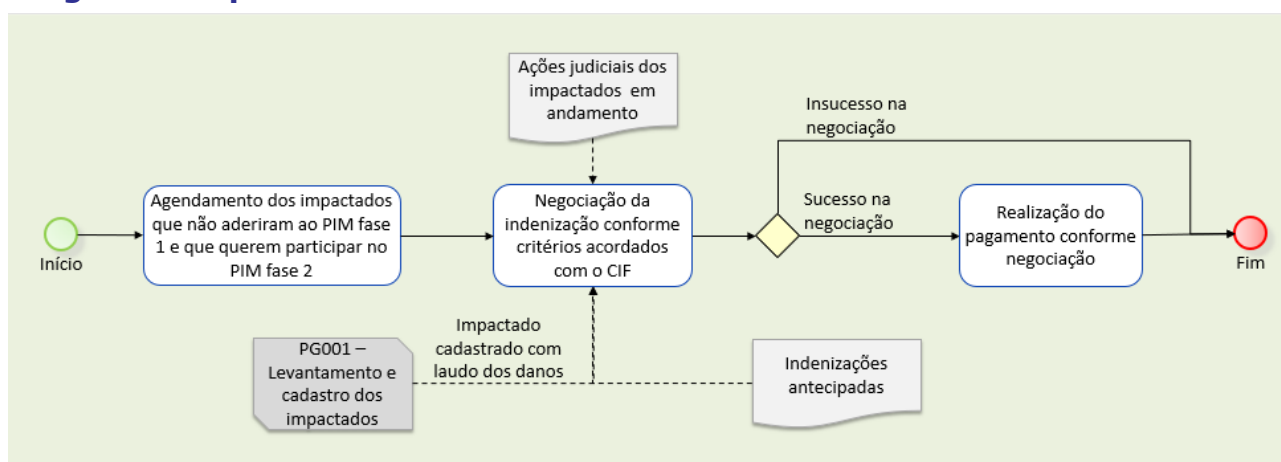 Ações judiciais dos
impactados em
andamento
Insucesso na
negociação
Agendamento dos impactados
que não aderiram ao PIM fase
1 e que querem participar no
PIM fase 2
Negociação da
indenização conforme
critérios acordados
com o CIF
Sucesso na
negociação
Realização do
pagamento conforme
negociação
Início
Fim
PG001 –
Levantamento e
cadastro dos
impactados
Impactado
cadastrado com
laudo dos danos
Indenizações
antecipadas